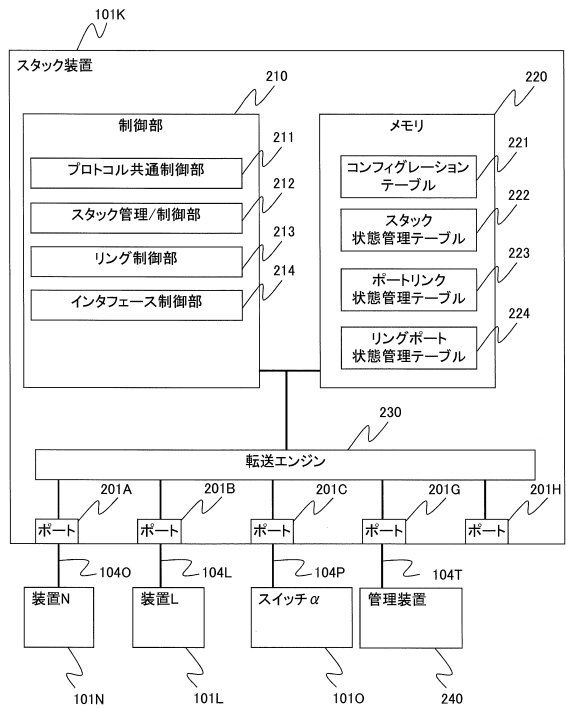 101K
スタック装置
210
制御部
211
プロトコル共通制御部
212
スタック管理/制御部
213
リング制御部
214
インタフェース制御部
220
メモリ
221
コンフィグレーション
テーブル
222
スタック
状態管理テーブル
223
ポートリンク
状態管理テーブル
224
リングポート
状態管理テーブル
230
転送エンジン
201A
201B
201C
201G
201H
ポート
ポート
ポート
ポート
ポート
104O
104L
104P
104T
装置N
装置L
スイッチα
管理装置
101N
101L
101O
240